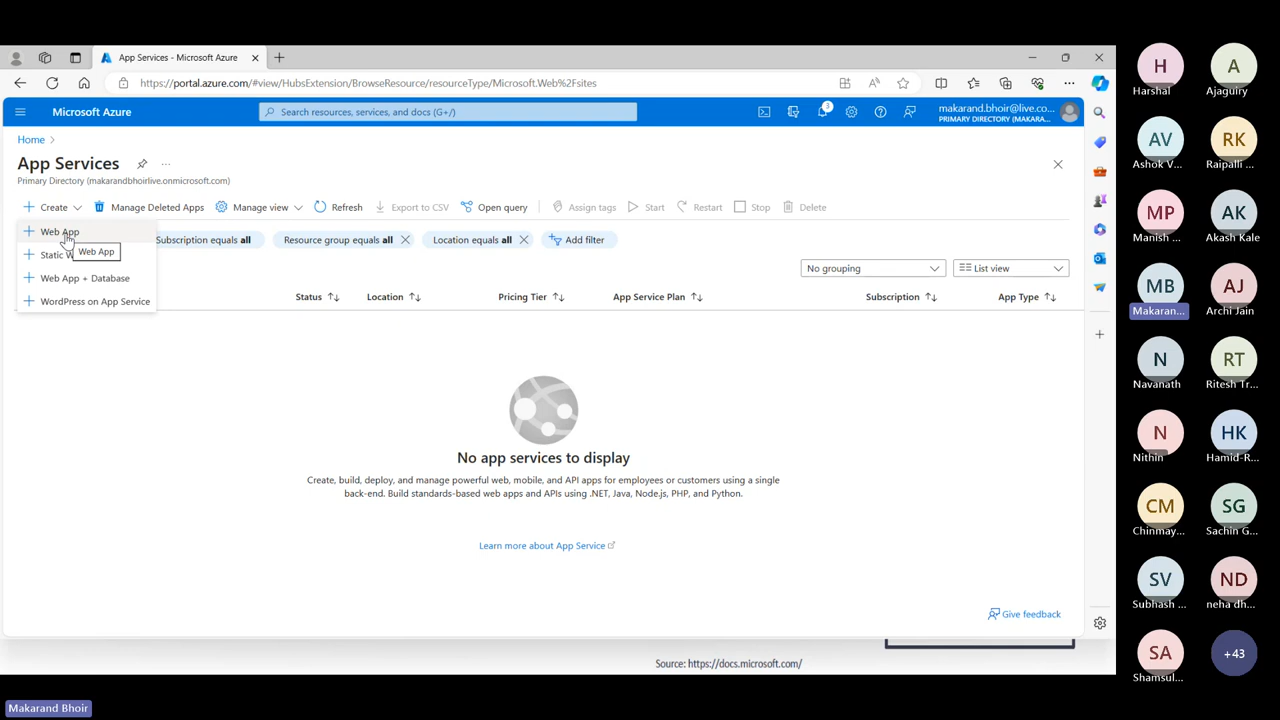 App Services - Microsoft Azure
https://portal.azure.com/#view/HubsExtension/BrowseResource/resourceType/Microsoft.Web%2Fsites
Microsoft Azure
Search resources, services, and docs (G+/)
3
makarand.bhoir@live.co...
PRIMARY DIRECTORY (MAKARA...
Home >
App Services
Primary Directory (makarandbhoirlive.onmicrosoft.com)
Create
Manage Deleted Apps
Manage view
Refresh
Export to CSV
Open query
Assign tags
Start
Restart
Stop
Delete
Web App
Web App
Static W
Web App + Database
WordPress on App Service
Subscription equals all
Resource group equals all
Location equals all
Add filter
No grouping
List view
Status
Location
Pricing Tier
App Service Plan
Subscription
App Type
No app services to display
Create, build, deploy, and manage powerful web, mobile, and API apps for employees or customers using a single
back-end. Build standards-based web apps and APIs using .NET, Java, Node.js, PHP, and Python.
Learn more about App Service
Give feedback
Source: https://docs.microsoft.com/
Makarand Bhoir
H
Harshal
A
Ajaguiry
AV
Ashok V...
RK
Raipalli ...
MP
Manish ...
AK
Akash Kale
MB
Makaran...
AJ
Archi Jain
N
Navanath
RT
Ritesh Tr...
N
Nithin
HK
Hamid-R...
CM
Chinmay...
SG
Sachin G...
SV
Subhash ...
ND
neha dh...
SA
Shamsul...
+43